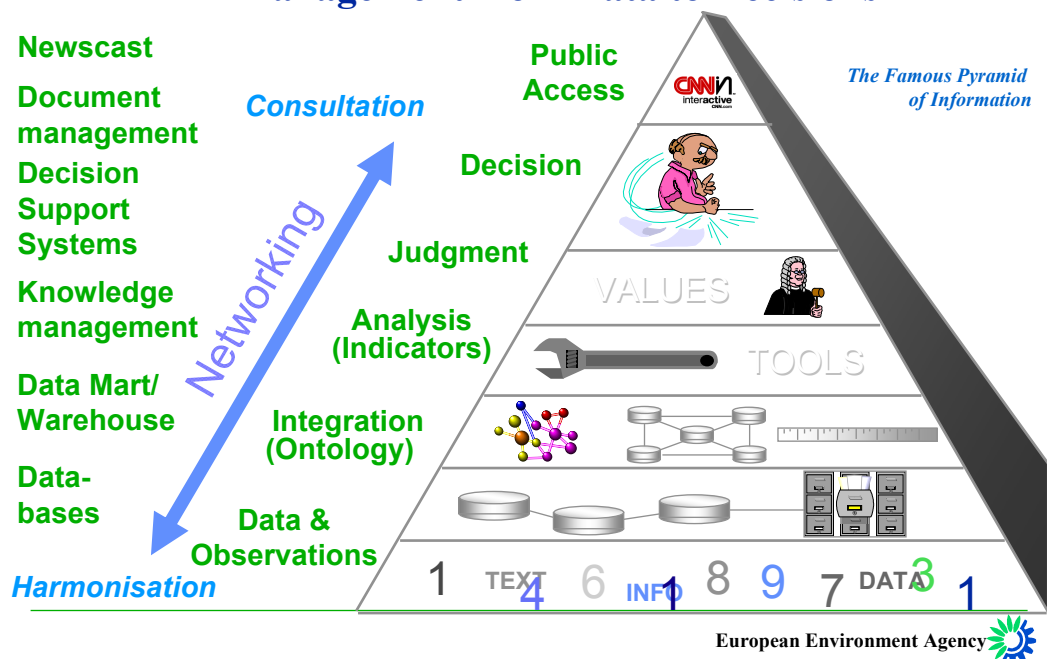 Newscast
Document
management
Decision
Support
Systems
Knowledge
management
Data Mart/
Warehouse
Data-
bases
Consultation
Networking
Harmonisation
Public
Access
Decision
Judgment
Analysis
(Indicators)
Integration
(Ontology)
Data &
Observations
The Famous Pyramid
of Information
CNNin
interactive
CNN.com
VALUES
TOOLS
1 TEXT 4 6 INFO 1 8 9 7 DATA 3 1
European Environment Agency